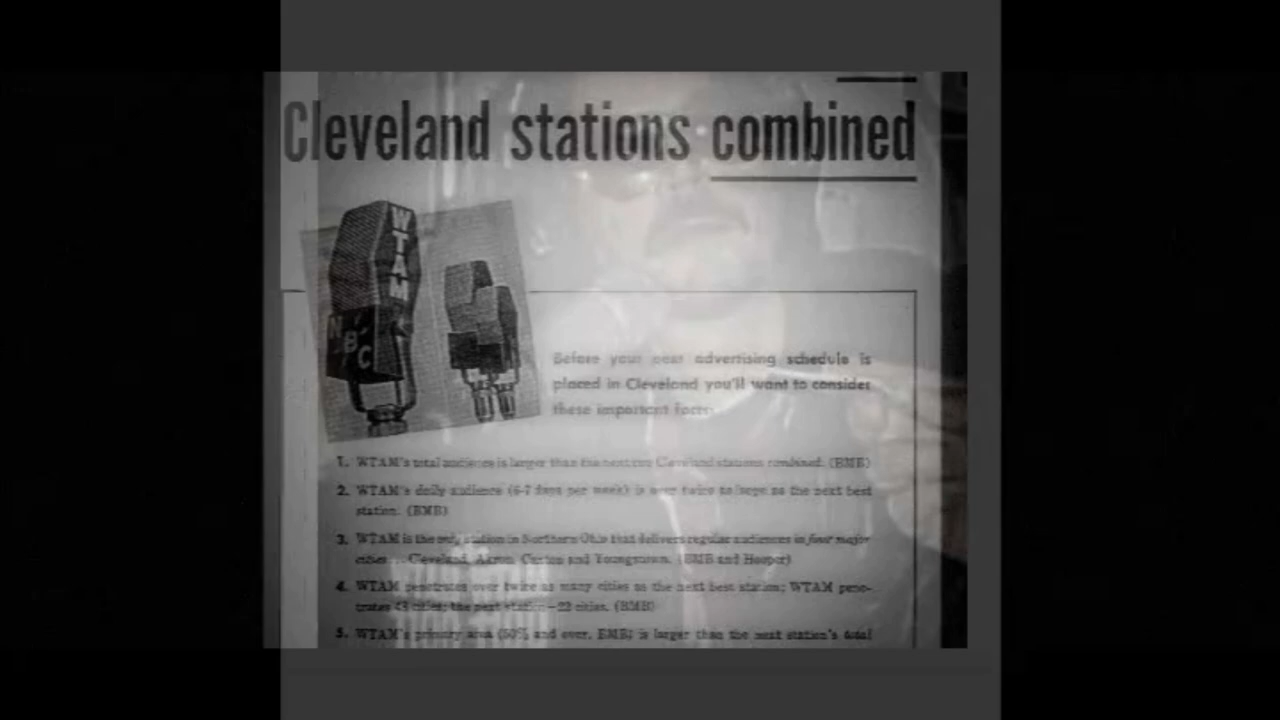 Cleveland stations combined
WTAM
NBC
Before your next advertising schedule is
placed in Cleveland you'll want to consider
these important facts:
1. WTAM's total audience is larger than the next two Cleveland stations combined. (BMB)
2. WTAM's daily audience (6-7 days per week) is over twice as large as the next best
station. (BMB)
3. WTAM is the only station in Northern Ohio that delivers regular audiences in four major
cities... Cleveland, Akron, Canton and Youngstown. (BMB and Hooper)
4. WTAM penetrates over twice as many cities as the next best station; WTAM pene-
trates 48 cities; the next station—22 cities. (BMB)
5. WTAM's primary area (50% and over, BMB) is larger than the next station's total